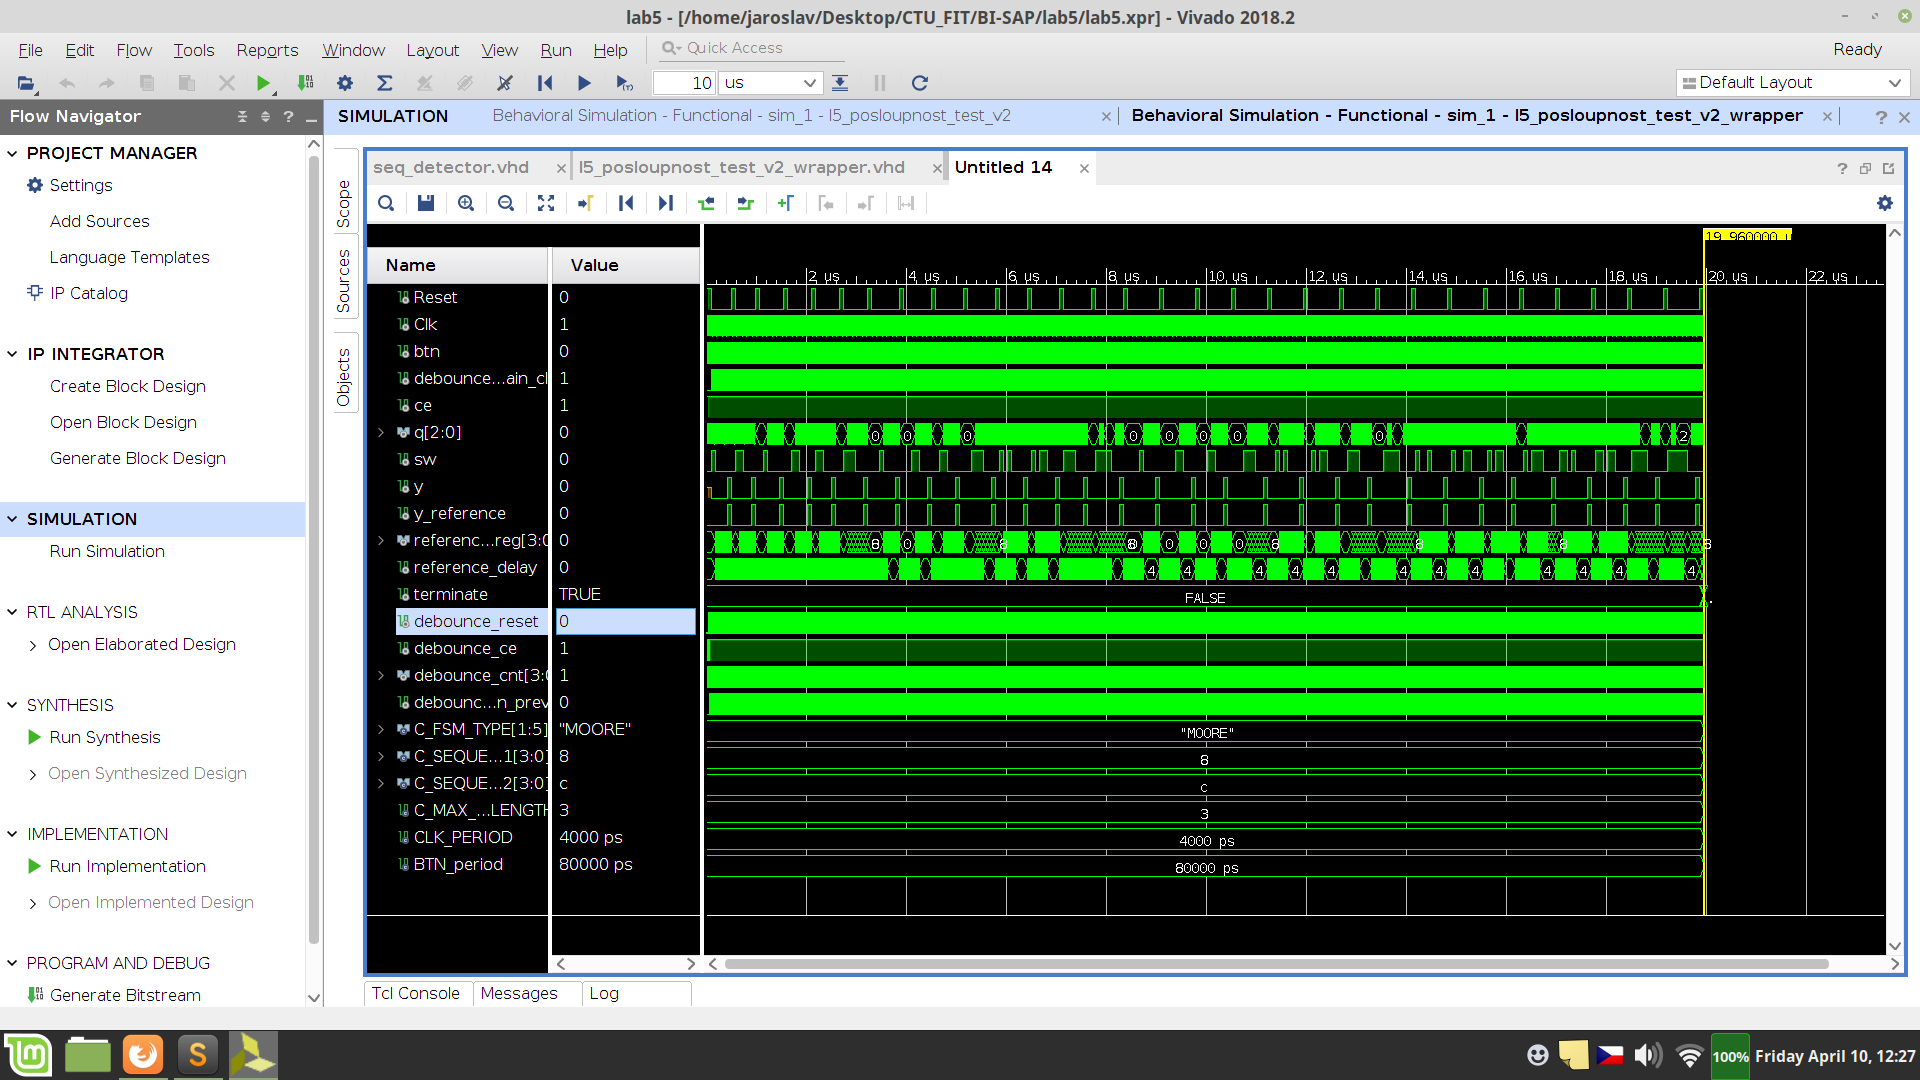 lab5 - [/home/jaroslav/Desktop/CTU_FIT/BI-SAP/lab5/lab5.xpr] - Vivado 2018.2
File Edit Flow Tools Reports Window Layout View Run Help Quick Access Ready
10 us Default Layout
Flow Navigator
SIMULATION Behavioral Simulation - Functional - sim_1 - l5_posloupnost_test_v2 Behavioral Simulation - Functional - sim_1 - l5_posloupnost_test_v2_wrapper
PROJECT MANAGER
Settings
Add Sources
Language Templates
IP Catalog
IP INTEGRATOR
Create Block Design
Open Block Design
Generate Block Design
SIMULATION
Run Simulation
RTL ANALYSIS
Open Elaborated Design
SYNTHESIS
Run Synthesis
Open Synthesized Design
IMPLEMENTATION
Run Implementation
Open Implemented Design
PROGRAM AND DEBUG
Generate Bitstream
Scope
Sources
Objects
seq_detector.vhd l5_posloupnost_test_v2_wrapper.vhd Untitled 14
Name Value
19.960000 u
2 us 4 us 6 us 8 us 10 us 12 us 14 us 16 us 18 us 20 us 22 us
Reset 0
Clk 1
btn 0
debounce...ain_cl 1
ce 1
q[2:0] 0 0 0 0 0 0 0 0 0 2
sw 0
y 0
y_reference 0
referenc...reg[3:0 0 8 0 8 8 0 0 0 8 8 8 8
reference_delay 0 4 4 4 4 4 4 4 4 4 4 4 4
terminate TRUE FALSE
debounce_reset 0
debounce_ce 1
debounce_cnt[3:0 1
debounc...n_prev 0
C_FSM_TYPE[1:5] "MOORE" "MOORE"
C_SEQUE...1[3:0] 8 8
C_SEQUE...2[3:0] c c
C_MAX_...LENGTH 3 3
CLK_PERIOD 4000 ps 4000 ps
BTN_period 80000 ps 80000 ps
Tcl Console Messages Log
100% Friday April 10, 12:27